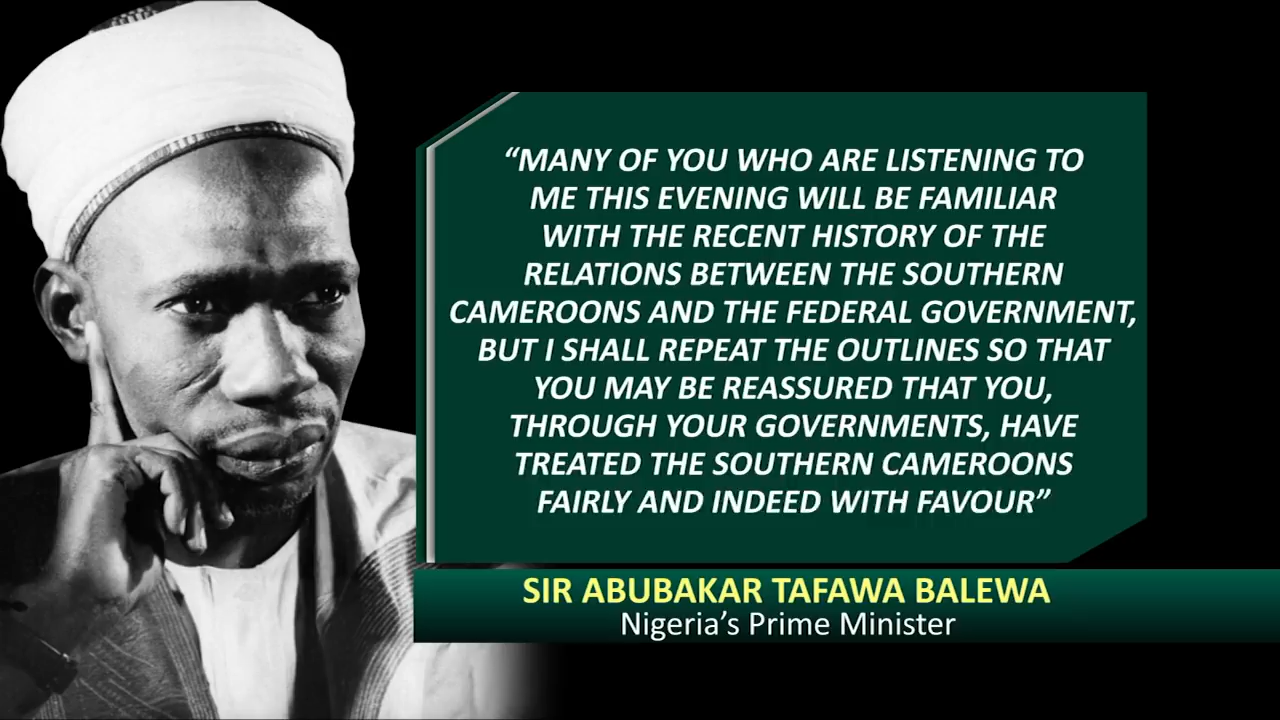 “MANY OF YOU WHO ARE LISTENING TO
ME THIS EVENING WILL BE FAMILIAR
WITH THE RECENT HISTORY OF THE
RELATIONS BETWEEN THE SOUTHERN
CAMEROONS AND THE FEDERAL GOVERNMENT,
BUT I SHALL REPEAT THE OUTLINES SO THAT
YOU MAY BE REASSURED THAT YOU,
THROUGH YOUR GOVERNMENTS, HAVE
TREATED THE SOUTHERN CAMEROONS
FAIRLY AND INDEED WITH FAVOUR”
SIR ABUBAKAR TAFAWA BALEWA
Nigeria’s Prime Minister